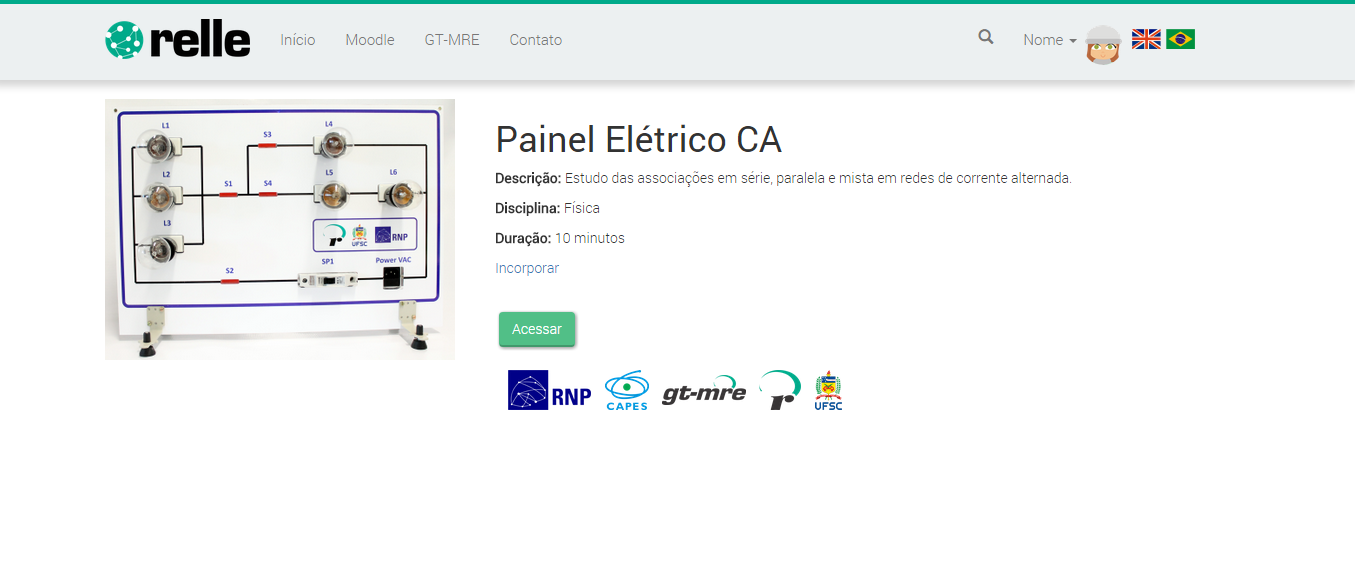 relle
Início Moodle GT-MRE Contato Nome
L1
L4
S3
L2
L5
L6
S1
S4
L3
UFSC RNP
SP1
Power VAC
S2
Painel Elétrico CA
Descrição: Estudo das associações em série, paralela e mista em redes de corrente alternada.
Disciplina: Física
Duração: 10 minutos
Incorporar
Acessar
RNP CAPES gt-mre r UFSC